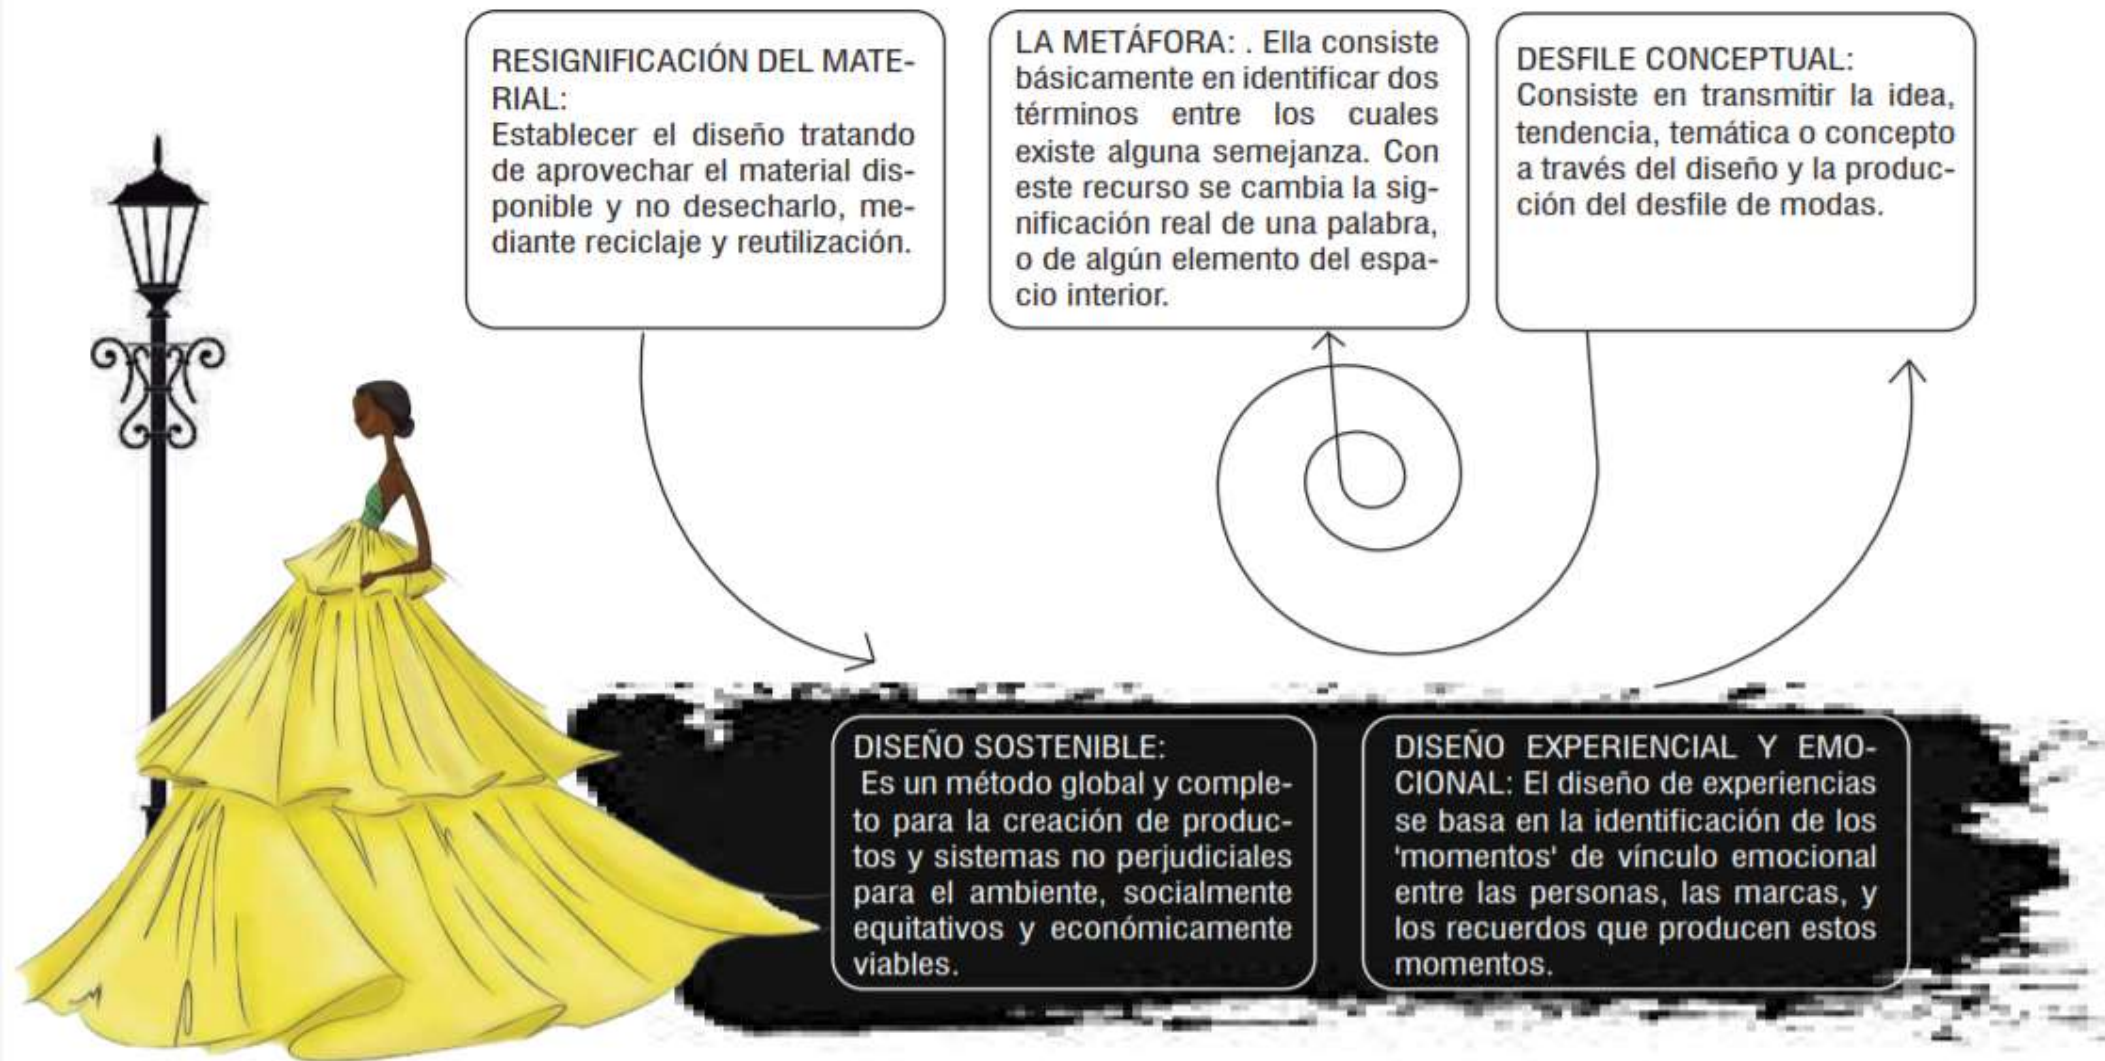 RESIGNIFICACIÓN DEL MATE-
RIAL:
Establecer el diseño tratando
de aprovechar el material dis-
ponible y no desecharlo, me-
diante reciclaje y reutilización.
LA METÁFORA: . Ella consiste
básicamente en identificar dos
términos entre los cuales
existe alguna semejanza. Con
este recurso se cambia la sig-
nificación real de una palabra,
o de algún elemento del espa-
cio interior.
DESFILE CONCEPTUAL:
Consiste en transmitir la idea,
tendencia, temática o concepto
a través del diseño y la produc-
ción del desfile de modas.
DISEÑO SOSTENIBLE:
Es un método global y comple-
to para la creación de produc-
tos y sistemas no perjudiciales
para el ambiente, socialmente
equitativos y económicamente
viables.
DISEÑO EXPERIENCIAL Y EMO-
CIONAL: El diseño de experiencias
se basa en la identificación de los
'momentos' de vínculo emocional
entre las personas, las marcas, y
los recuerdos que producen estos
momentos.